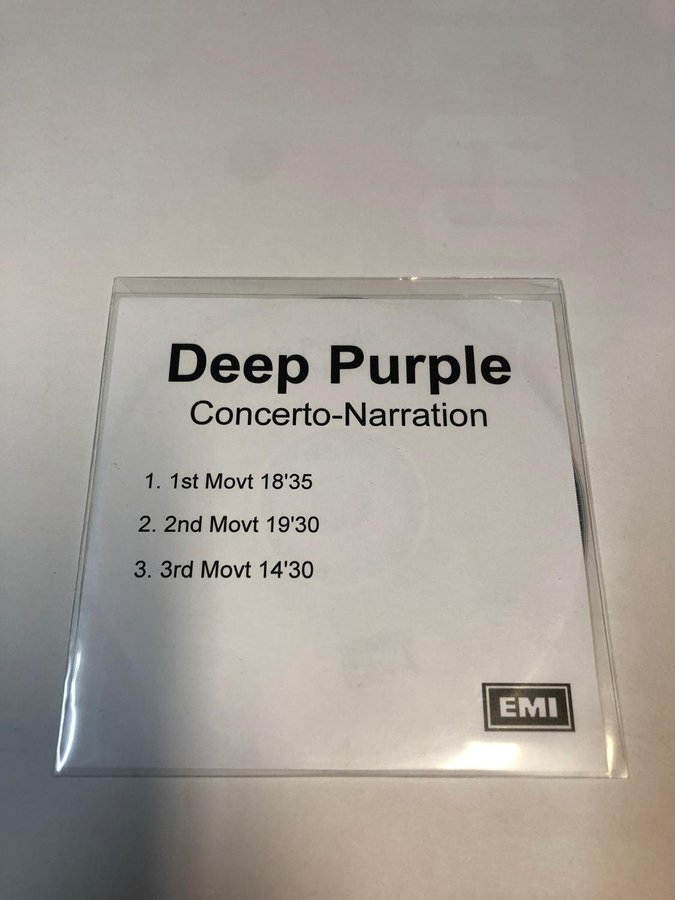 Deep Purple
Concerto-Narration
1. 1st Movt 18'35
2. 2nd Movt 19'30
3. 3rd Movt 14'30
EMI